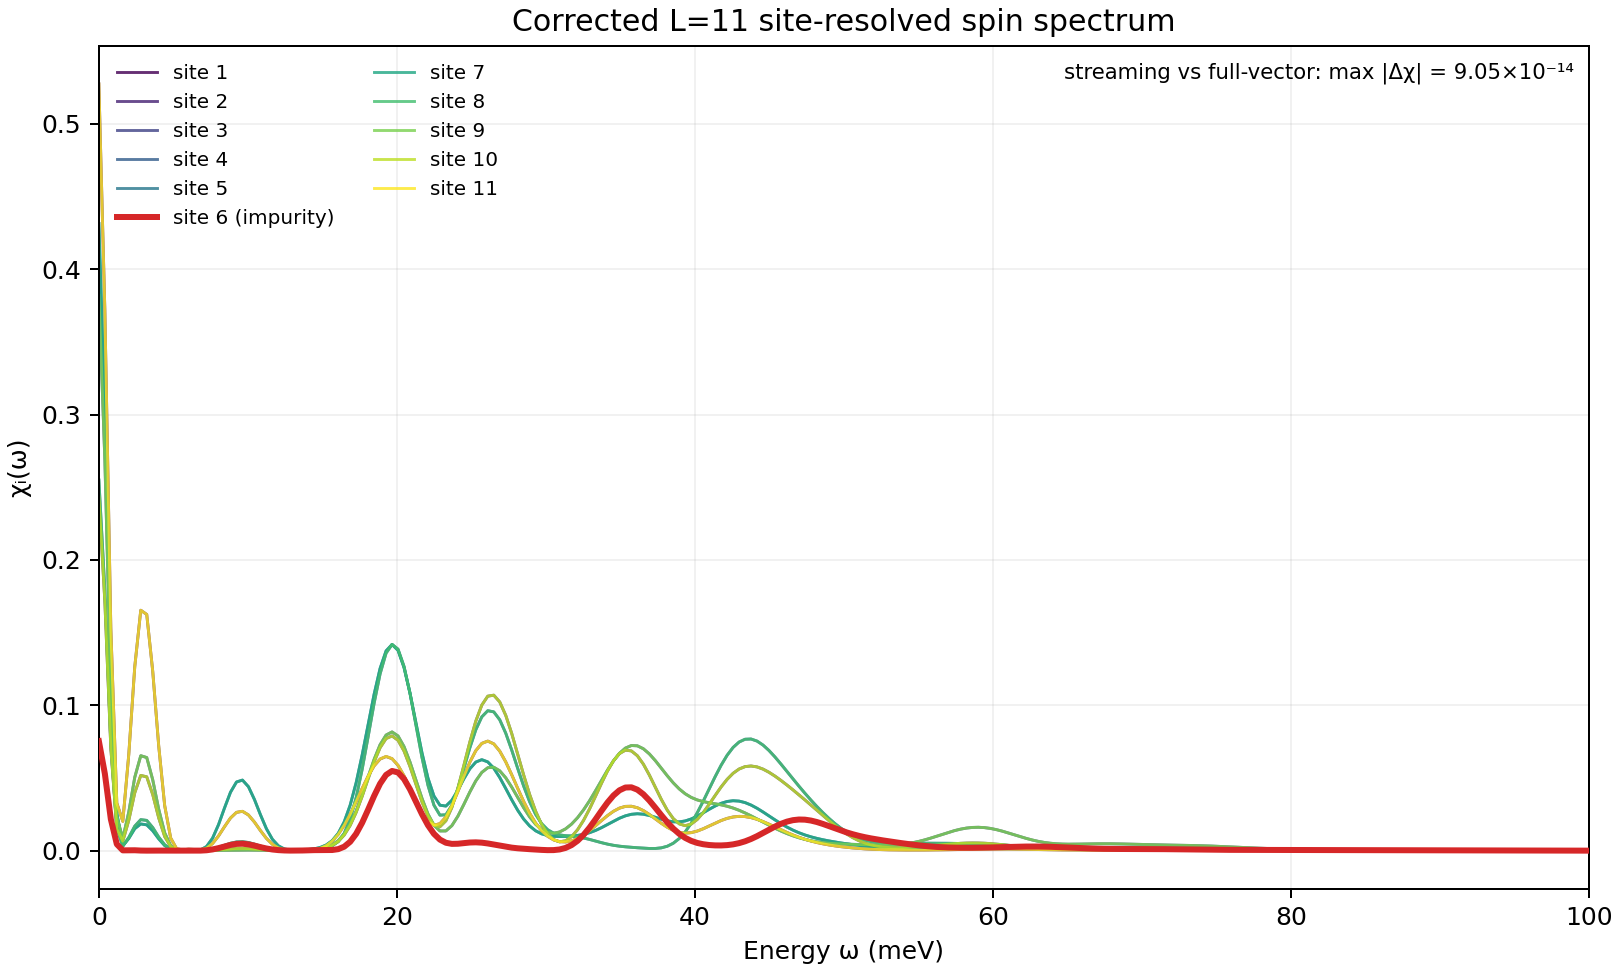 Corrected L=11 site-resolved spin spectrum
streaming vs full-vector: max |Δχ| = 9.05×10⁻¹⁴
site 1
site 2
site 3
site 4
site 5
site 6 (impurity)
site 7
site 8
site 9
site 10
site 11
χᵢ(ω)
0.5
0.4
0.3
0.2
0.1
0.0
0
20
40
60
80
100
Energy ω (meV)